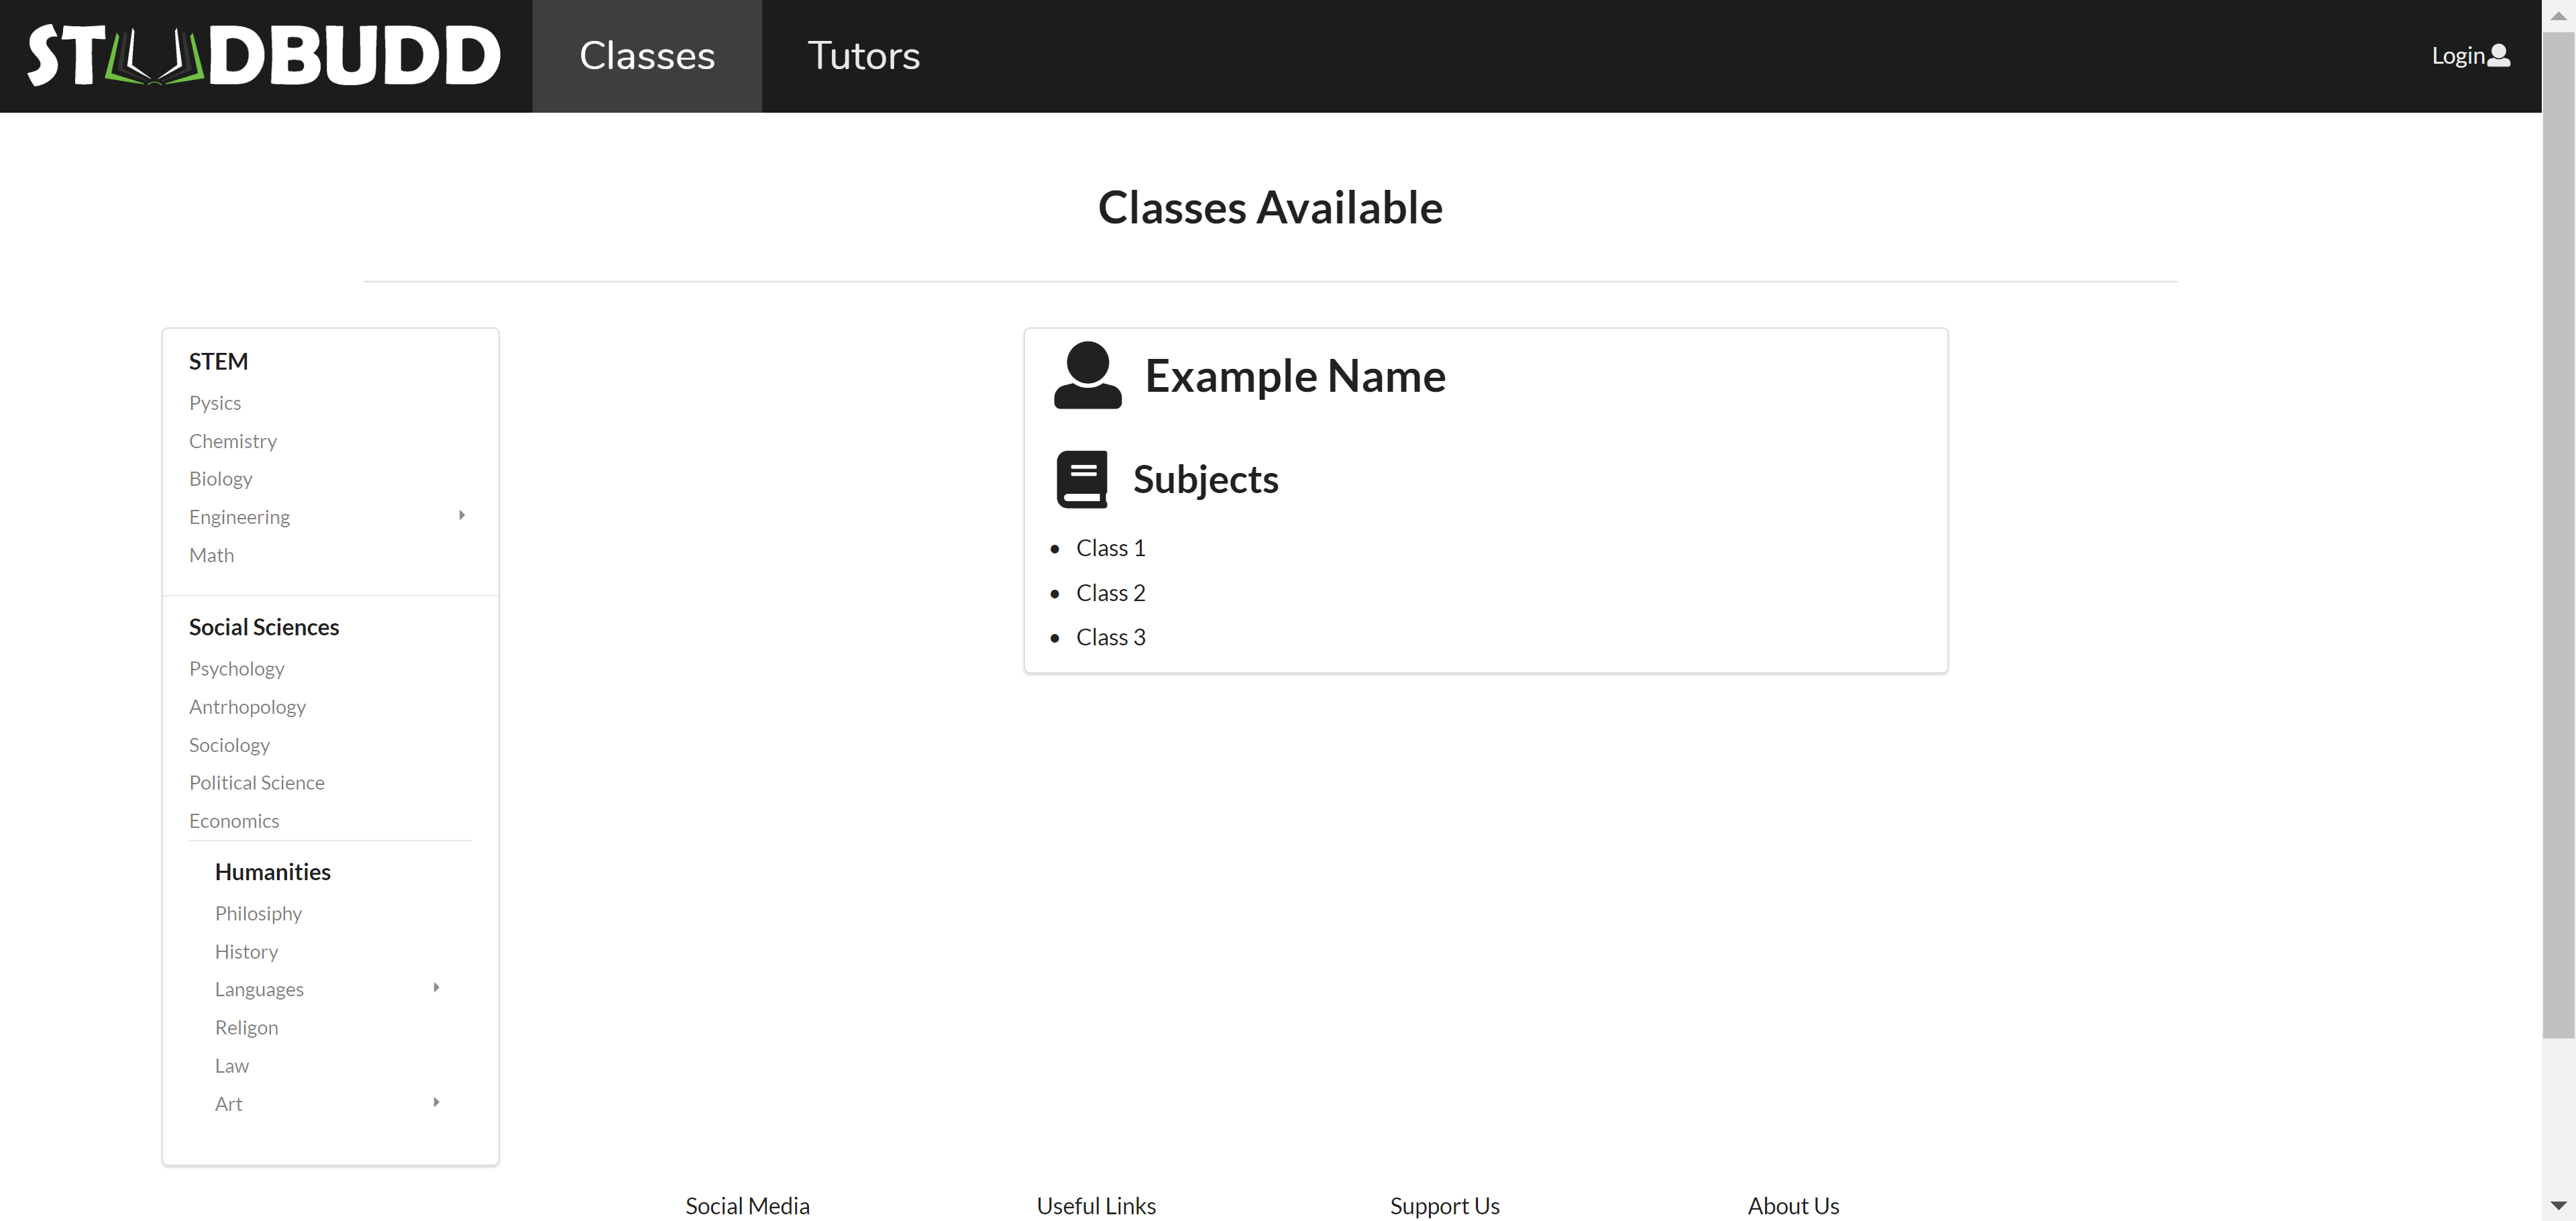 STUDBUDD
Classes
Tutors
Login
Classes Available
STEM
Pysics
Chemistry
Biology
Engineering
Math
Social Sciences
Psychology
Antrhopology
Sociology
Political Science
Economics
Humanities
Philosiphy
History
Languages
Religon
Law
Art
Example Name
Subjects
• Class 1
• Class 2
• Class 3
Social Media
Useful Links
Support Us
About Us